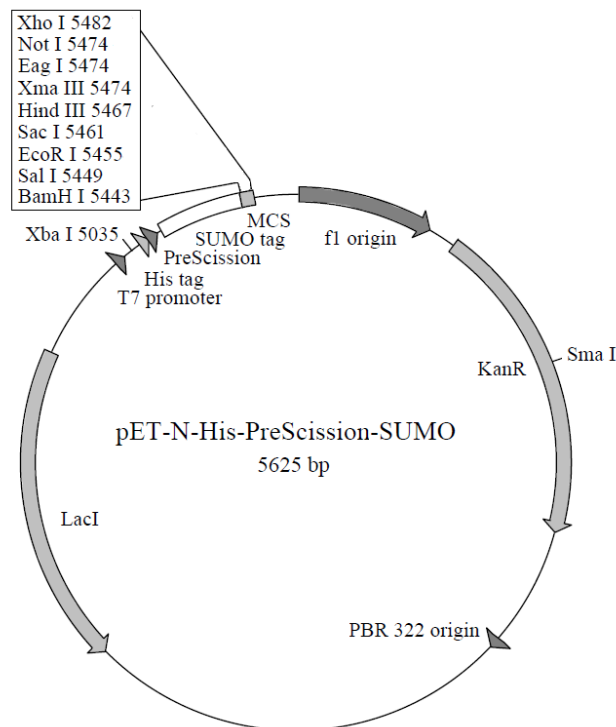 Xho I 5482
Not I 5474
Eag I 5474
Xma III 5474
Hind III 5467
Sac I 5461
EcoR I 5455
Sal I 5449
BamH I 5443
MCS
SUMO tag
Xba I 5035
PreScission
His tag
T7 promoter
f1 origin
Sma I
KanR
pET-N-His-PreScission-SUMO
5625 bp
LacI
PBR 322 origin